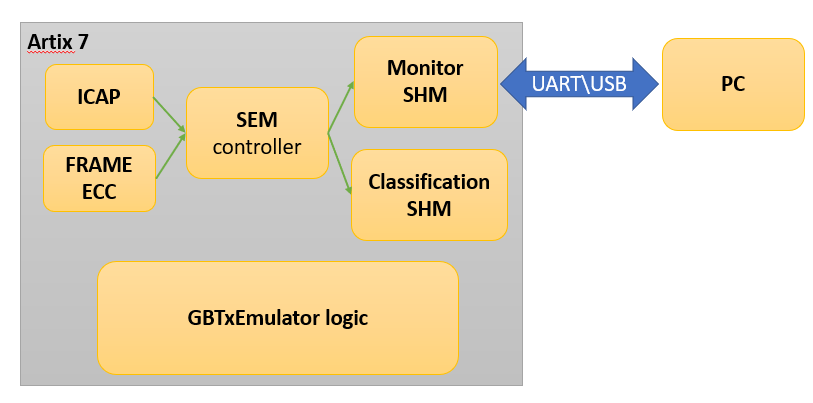 Artix 7
ICAP
FRAME
ECC
SEM
controller
Monitor
SHM
Classification
SHM
UART\USB
PC
GBTxEmulator logic